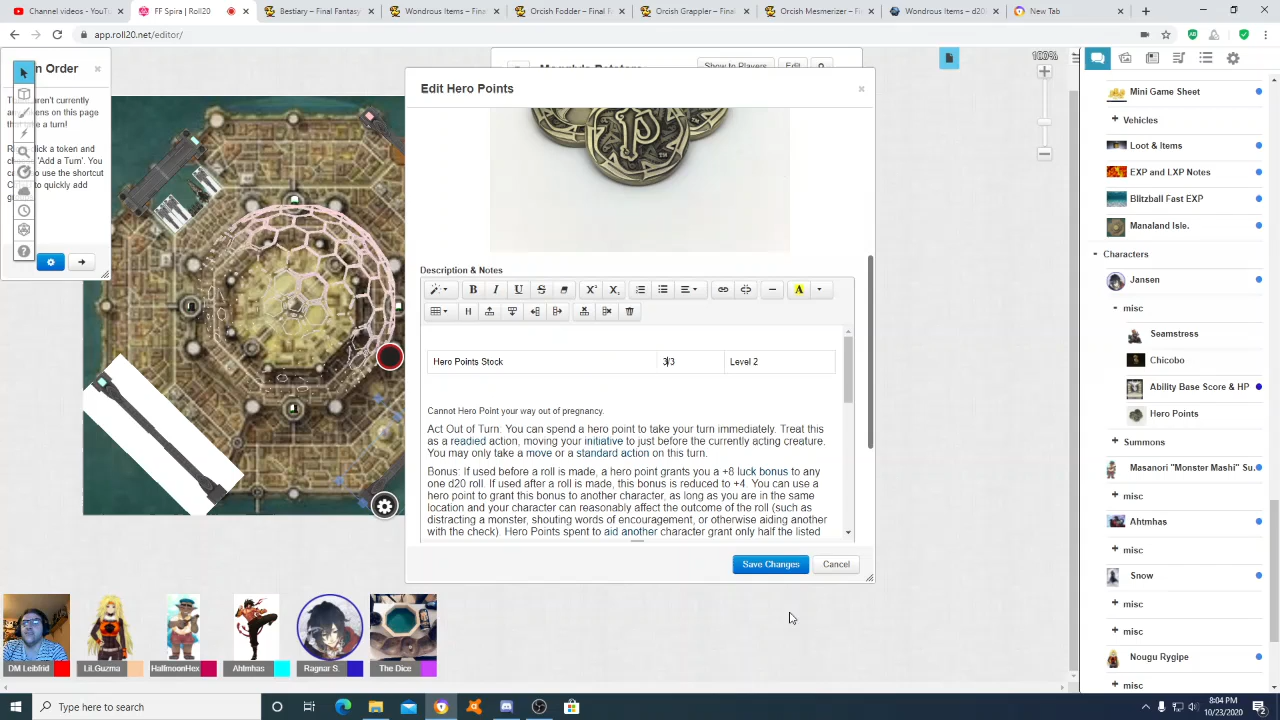 Channel videos - YouTu
FF Spira | Roll20
Bestiary – Final Fantasy
Wondrous Items – Final
Orcish Fodder – Final F
Orcish Grappler – Final
Orcish Mesmerizer – F
Wondrous Items – d20
New Tab
app.roll20.net/editor/
n Order
Show to Players
Edit
100%
Edit Hero Points
Description & Notes
Hero Points Stock 3/3 Level 2
Cannot Hero Point your way out of pregnancy.
Act Out of Turn: You can spend a hero point to take your turn immediately. Treat this
as a readied action, moving your initiative to just before the currently acting creature.
You may only take a move or a standard action on this turn.
Bonus: If used before a roll is made, a hero point grants you a +8 luck bonus to any
one d20 roll. If used after a roll is made, this bonus is reduced to +4. You can use a
hero point to grant this bonus to another character, as long as you are in the same
location and your character can reasonably affect the outcome of the roll (such as
distracting a monster, shouting words of encouragement, or otherwise aiding another
with the check). Hero Points spent to aid another character grant only half the listed
Save Changes
Cancel
Mini Game Sheet
Vehicles
Loot & Items
EXP and LXP Notes
Blitzball Fast EXP
Manaland Isle.
Characters
Jansen
misc
Seamstress
Chicobo
Ability Base Score & HP
Hero Points
Summons
Masanori "Monster Mashi" Su...
misc
Ahtmhas
misc
Snow
misc
misc
Nougu Rygipe
misc
DM Leibfrid
LiL.Guzma
HalfmoonHex
Ahlmhas
Ragnar S.
The Dice
Type here to search
8:04 PM
10/23/2020